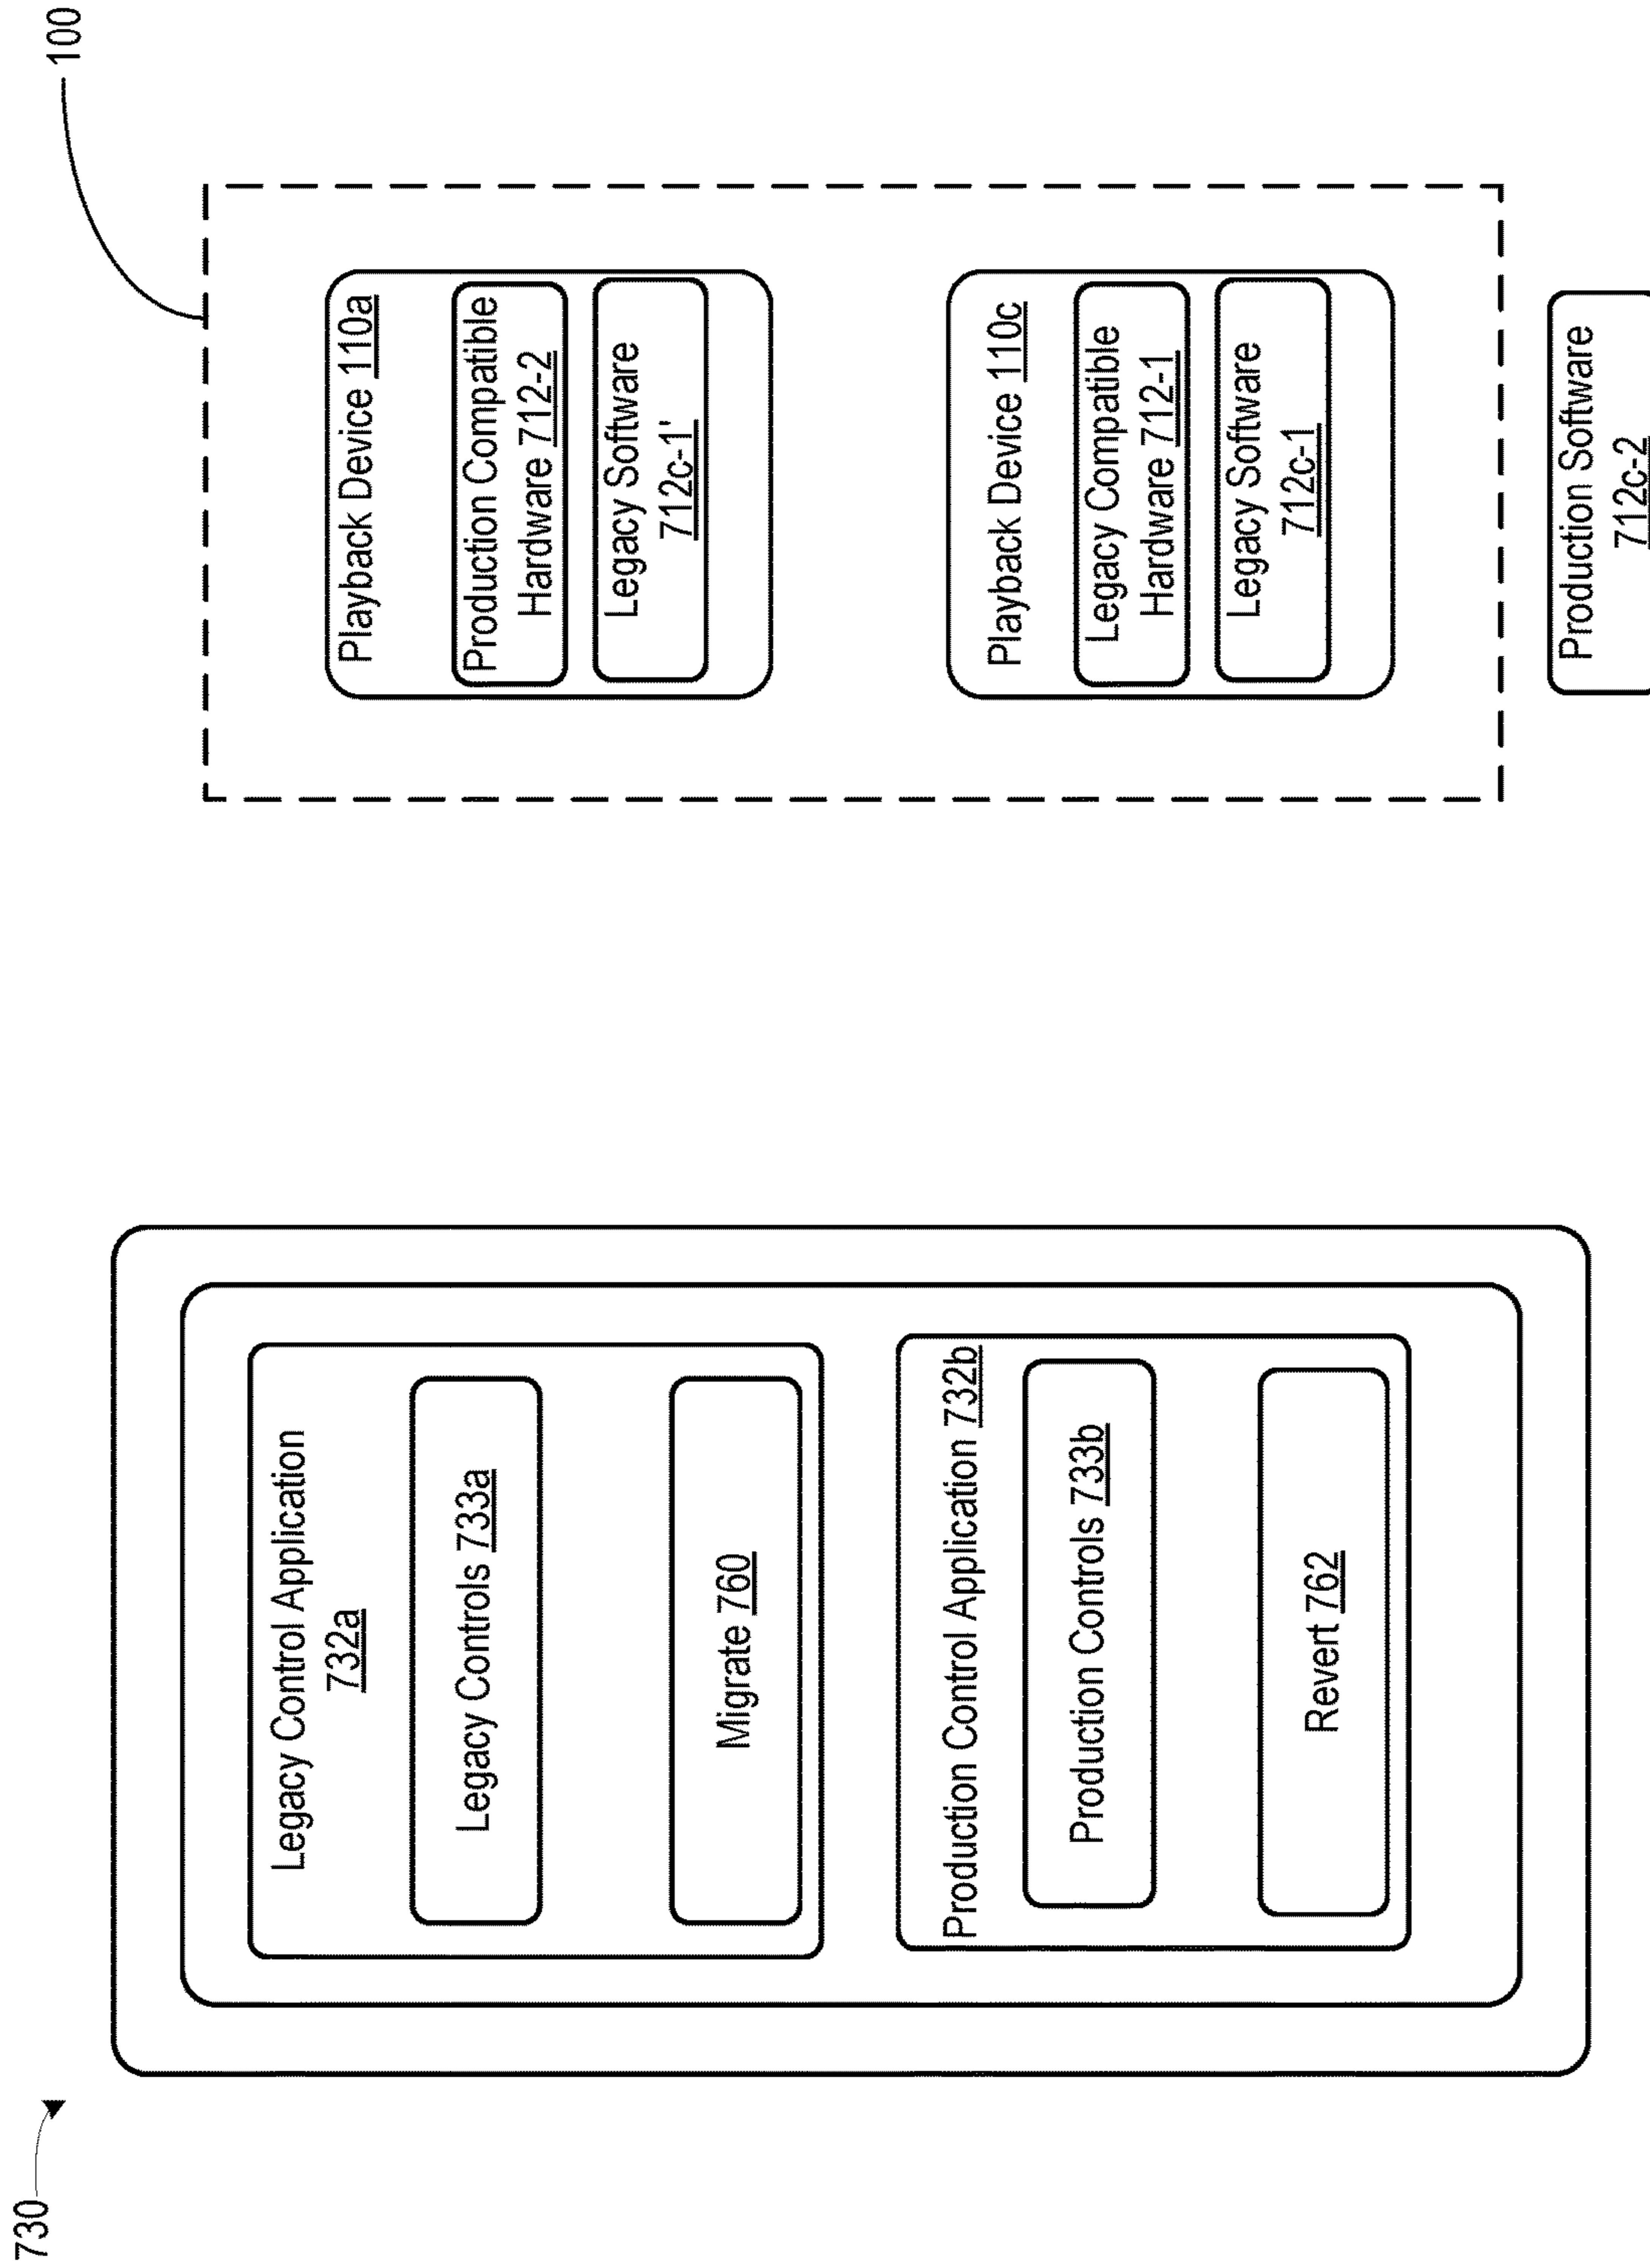 730
Legacy Control Application
732a
Legacy Controls 733a
Migrate 760
Production Control Application 732b
Production Controls 733b
Revert 762
100
Playback Device 110a
Production Compatible
Hardware 712-2
Legacy Software
712c-1'
Playback Device 110c
Legacy Compatible
Hardware 712-1
Legacy Software
712c-1
Production Software
712c-2